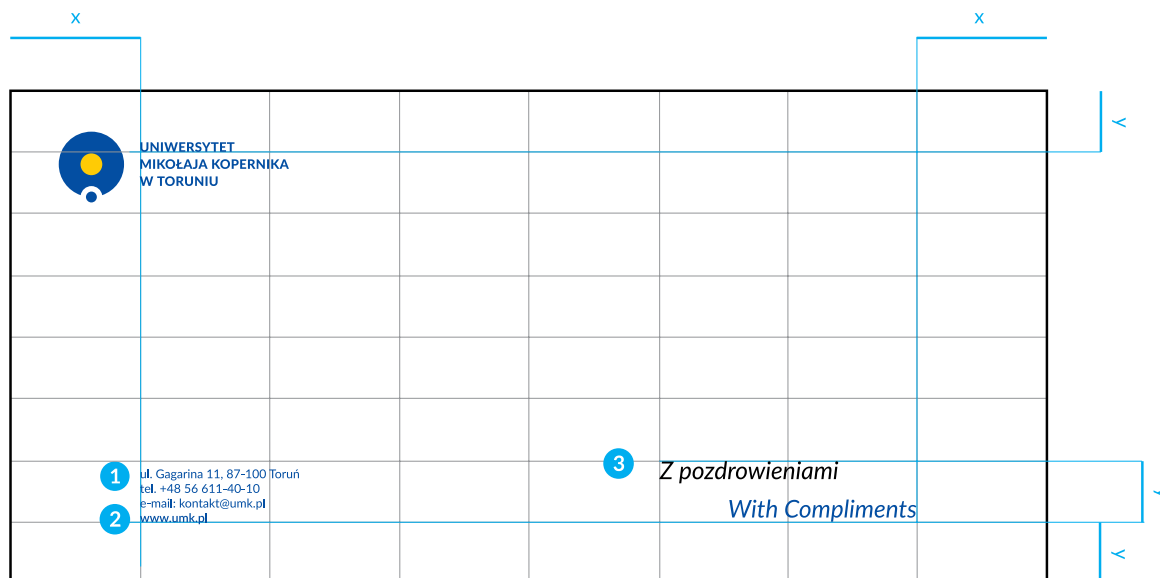 x x
y
UNIWERSYTET
MIKOŁAJA KOPERNIKA
W TORUNIU
1 ul. Gagarina 11, 87-100 Toruń
tel. +48 56 611-40-10
e-mail: kontakt@umk.pl
2 www.umk.pl
3 Z pozdrowieniami
With Compliments
y
y